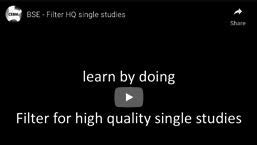 BSE - Filter HQ single studies
Share
learn by doing
Filter for high quality single studies